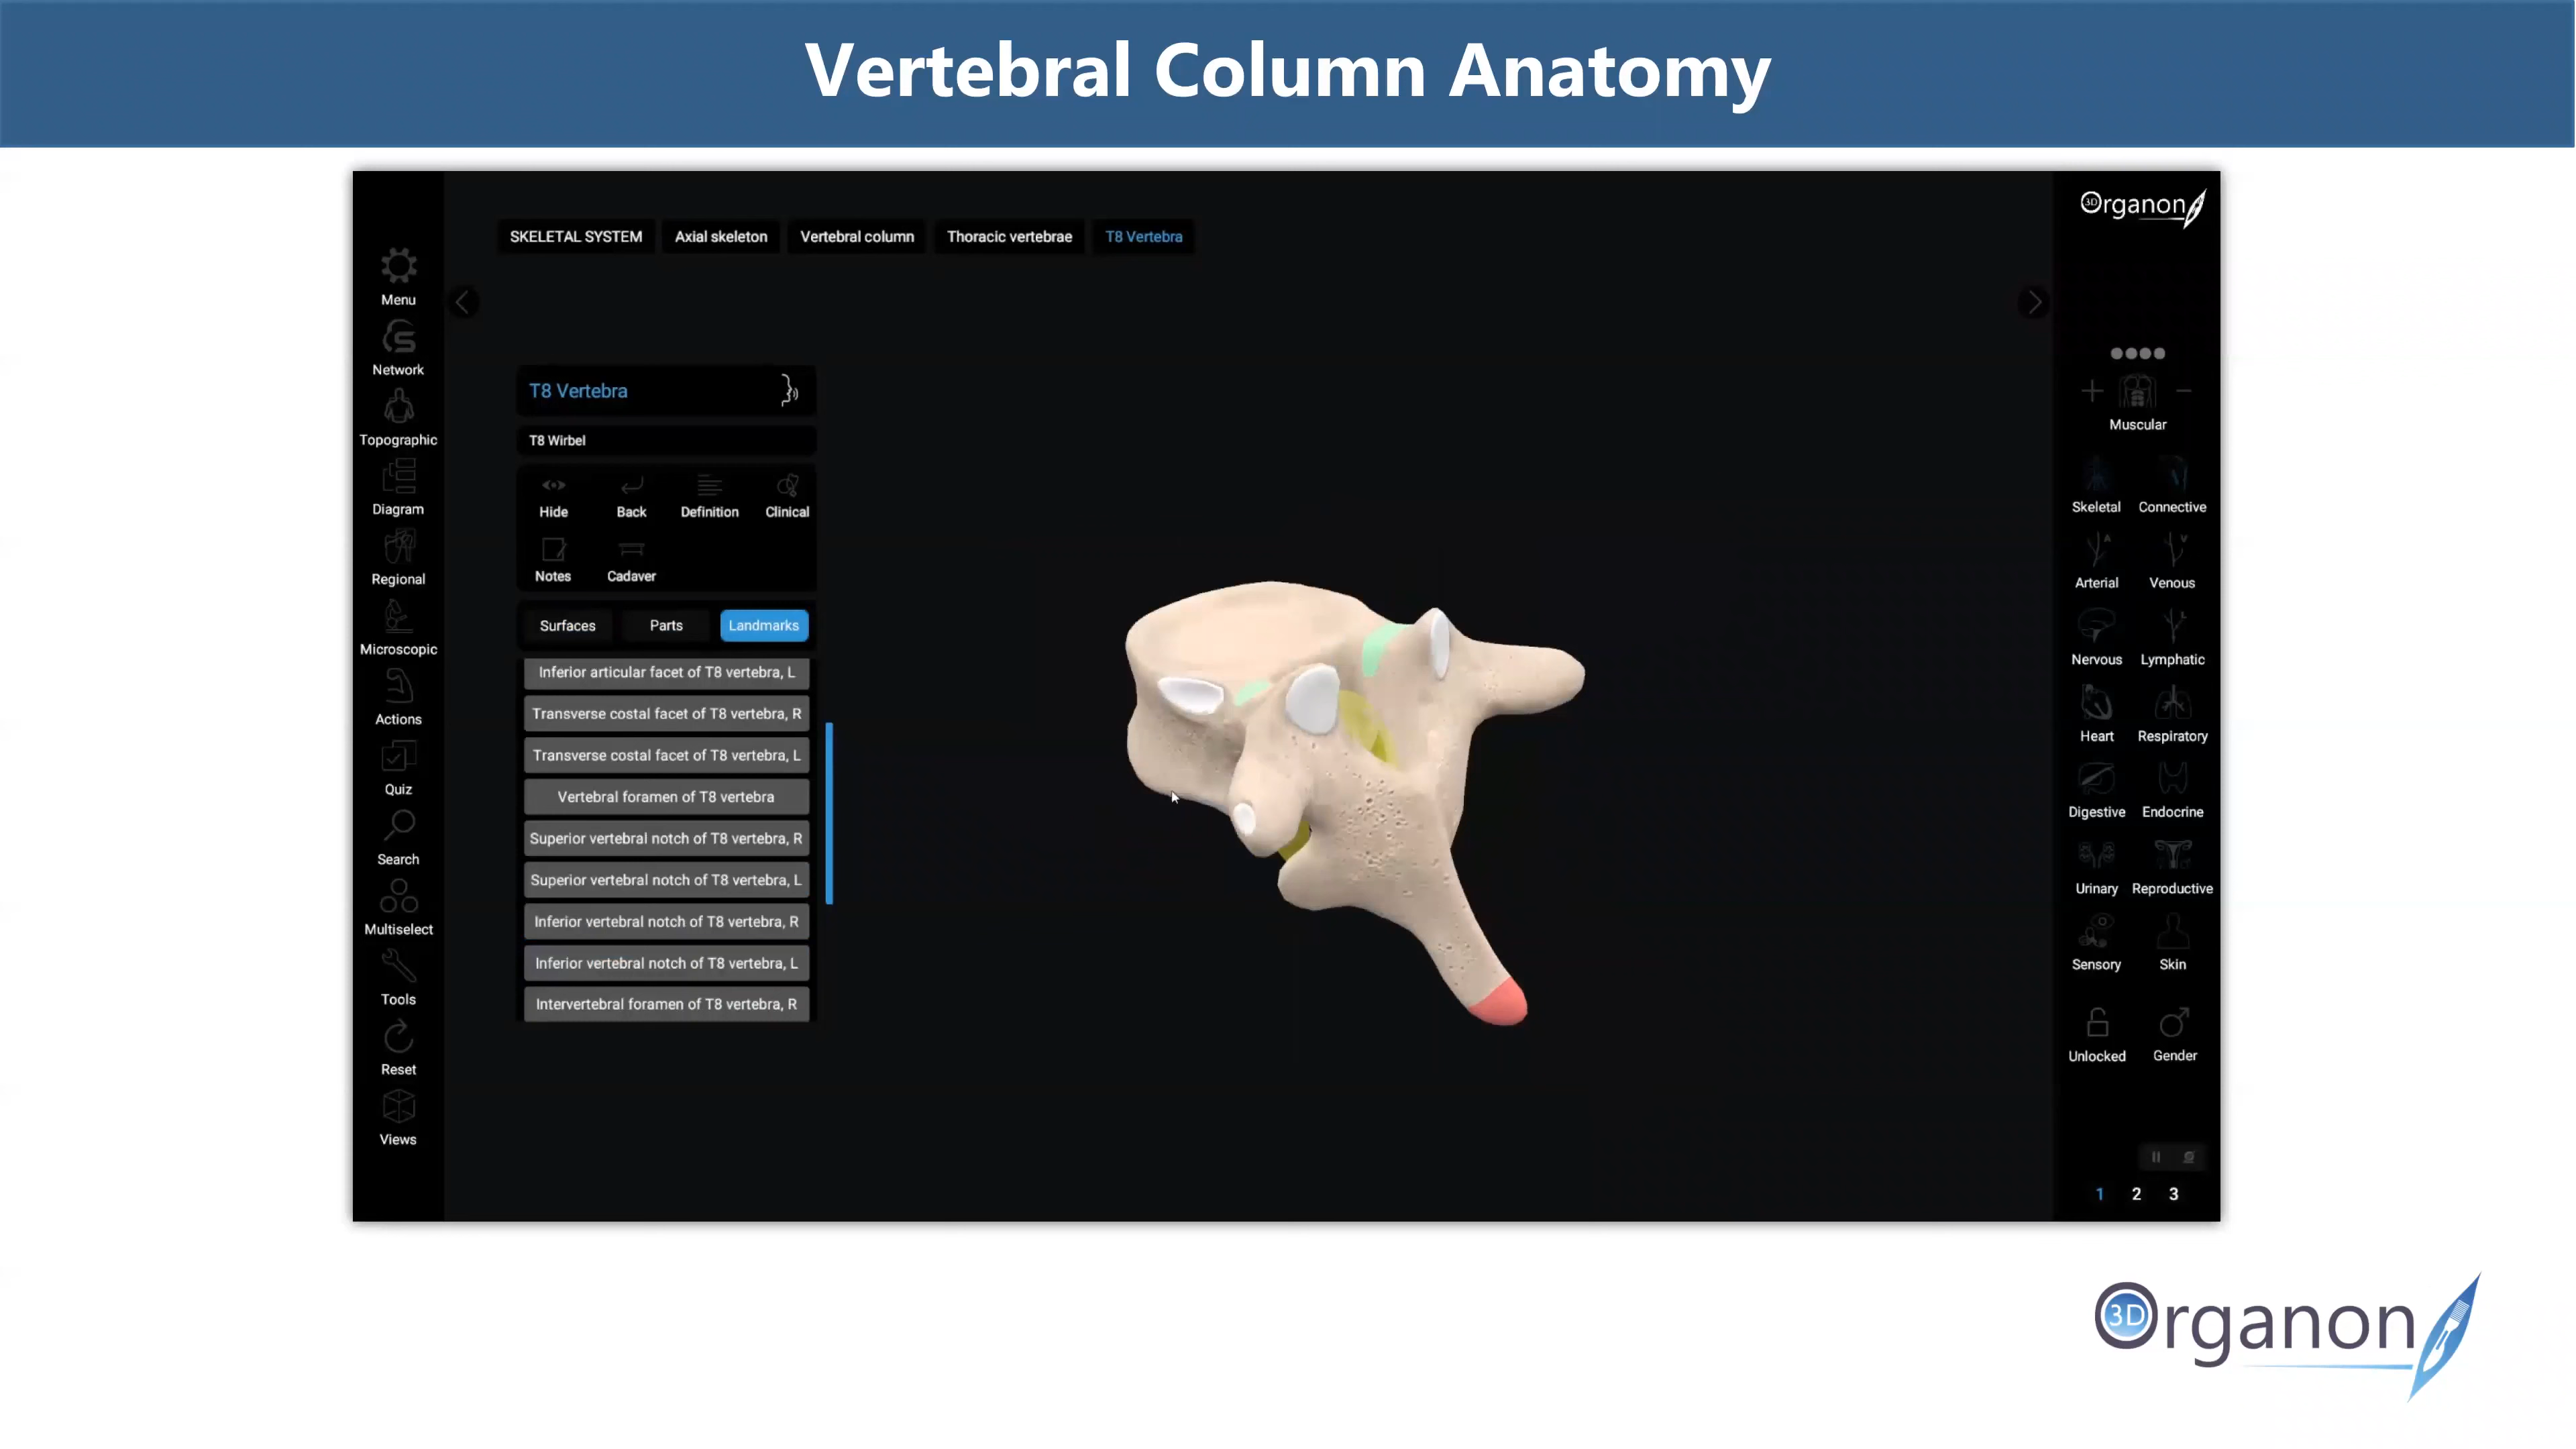 Vertebral Column Anatomy
3D Organon
SKELETAL SYSTEM Axial skeleton Vertebral column Thoracic vertebrae T8 Vertebra
Menu
Network
Topographic
Diagram
Regional
Microscopic
Actions
Quiz
Search
Multiselect
Tools
Reset
Views
T8 Vertebra
T8 Wirbel
Hide Back Definition Clinical
Notes Cadaver
Surfaces Parts Landmarks
Inferior articular facet of T8 vertebra, L
Transverse costal facet of T8 vertebra, R
Transverse costal facet of T8 vertebra, L
Vertebral foramen of T8 vertebra
Superior vertebral notch of T8 vertebra, R
Superior vertebral notch of T8 vertebra, L
Inferior vertebral notch of T8 vertebra, R
Inferior vertebral notch of T8 vertebra, L
Intervertebral foramen of T8 vertebra, R
Muscular
Skeletal Connective
A V
Arterial Venous
Nervous Lymphatic
Heart Respiratory
Digestive Endocrine
Urinary Reproductive
Sensory Skin
Unlocked Gender
1 2 3
3D Organon